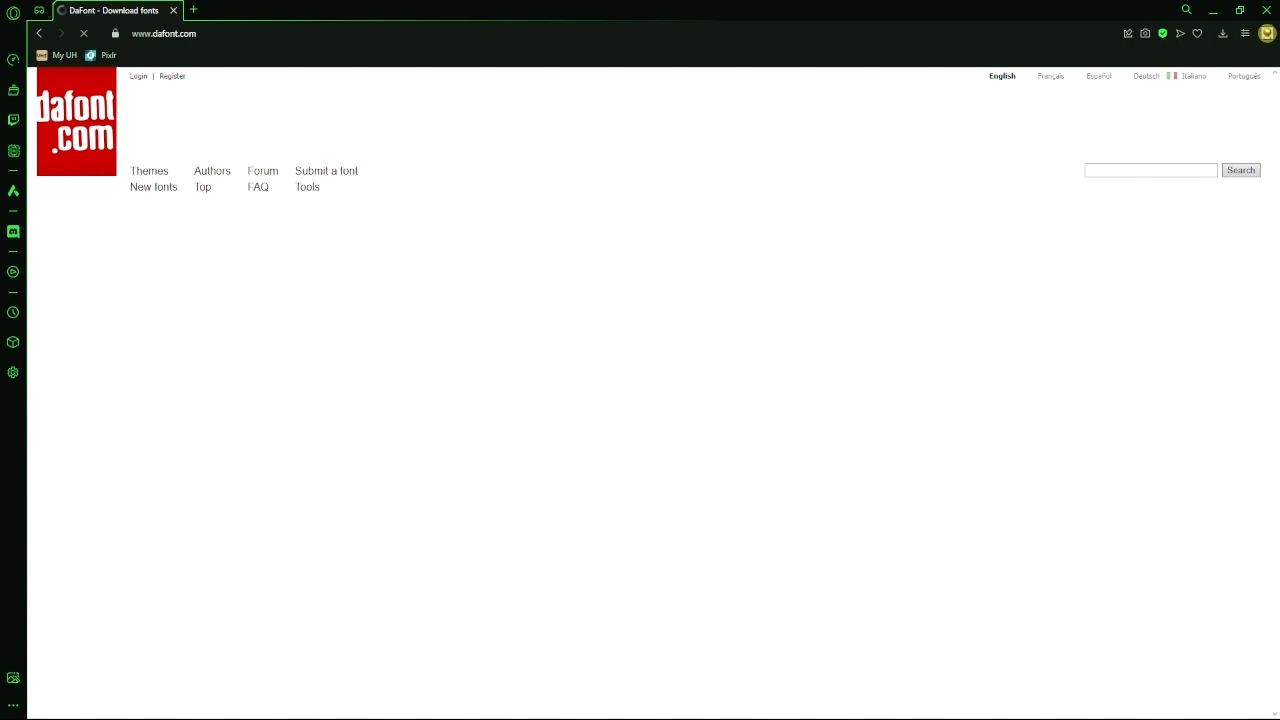 DaFont - Download fonts
www.dafont.com
My UH Pixlr
dafont
.com
Login | Register
English Français Español Deutsch Italiano Português
Themes Authors Forum Submit a font
Search
New fonts Top FAQ Tools